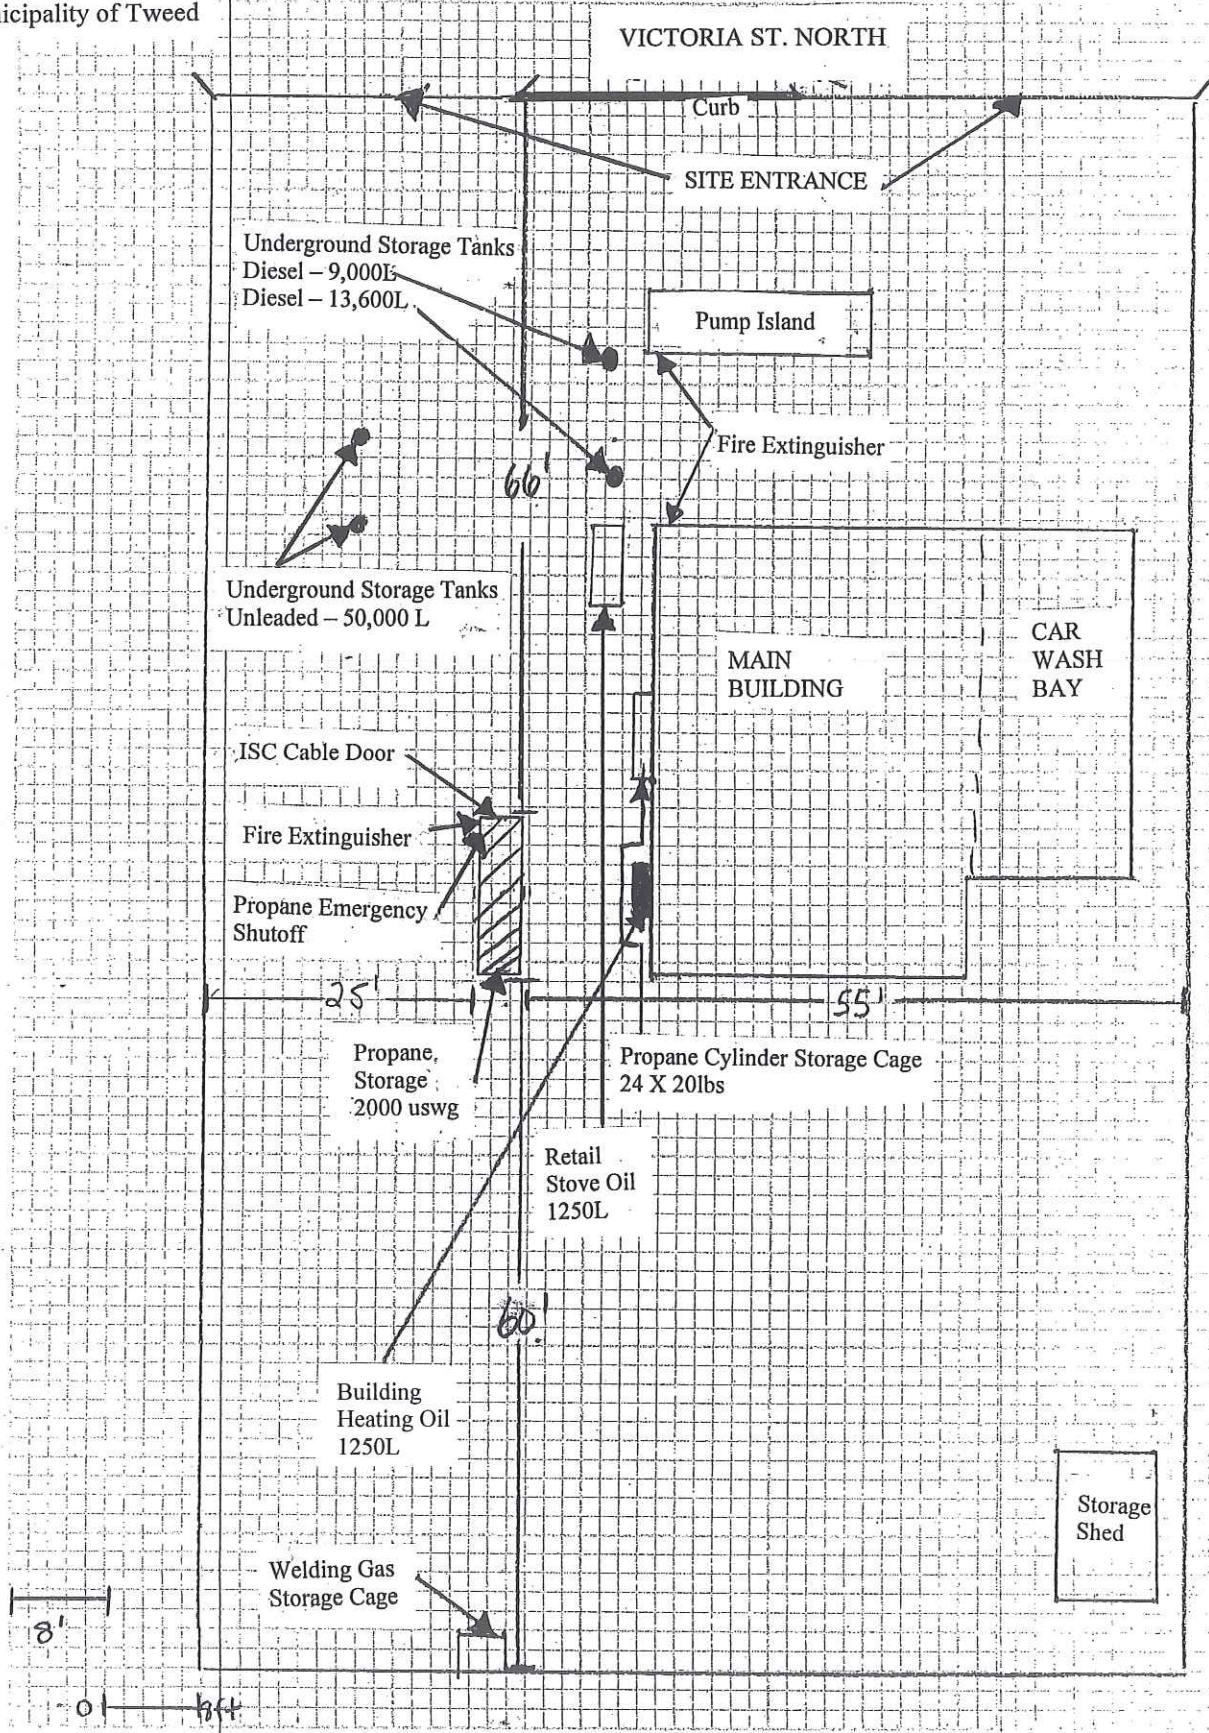 icipality of Tweed
VICTORIA ST. NORTH
Curb
SITE ENTRANCE
Underground Storage Tanks
Diesel – 9,000L
Diesel – 13,600L
Pump Island
Fire Extinguisher
66'
Underground Storage Tanks
Unleaded – 50,000 L
MAIN
BUILDING
CAR
WASH
BAY
ISC Cable Door
Fire Extinguisher
Propane Emergency
Shutoff
25'
55'
Propane
Storage
2000 uswg
Propane Cylinder Storage Cage
24 X 20lbs
Retail
Stove Oil
1250L
60'
Building
Heating Oil
1250L
Storage
Shed
Welding Gas
Storage Cage
8'
0
8ft